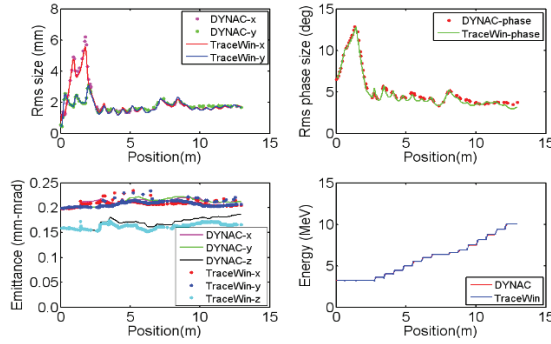 Rms size (mm)
8
6
4
2
0
0 5 10 15
Position(m)
DYNAC-x
DYNAC-y
TraceWin-x
TraceWin-y
Rms phase size (deg)
15
10
5
0
0 5 10 15
Position(m)
DYNAC-phase
TraceWin-phase
Emittance (mm-mrad)
0.25
0.2
0.15
0.1
0.05
0
0 5 10 15
Position(m)
DYNAC-x
DYNAC-y
DYNAC-z
TraceWin-x
TraceWin-y
TraceWin-z
Energy (MeV)
15
10
5
0
0 5 10 15
Position(m)
DYNAC
TraceWin